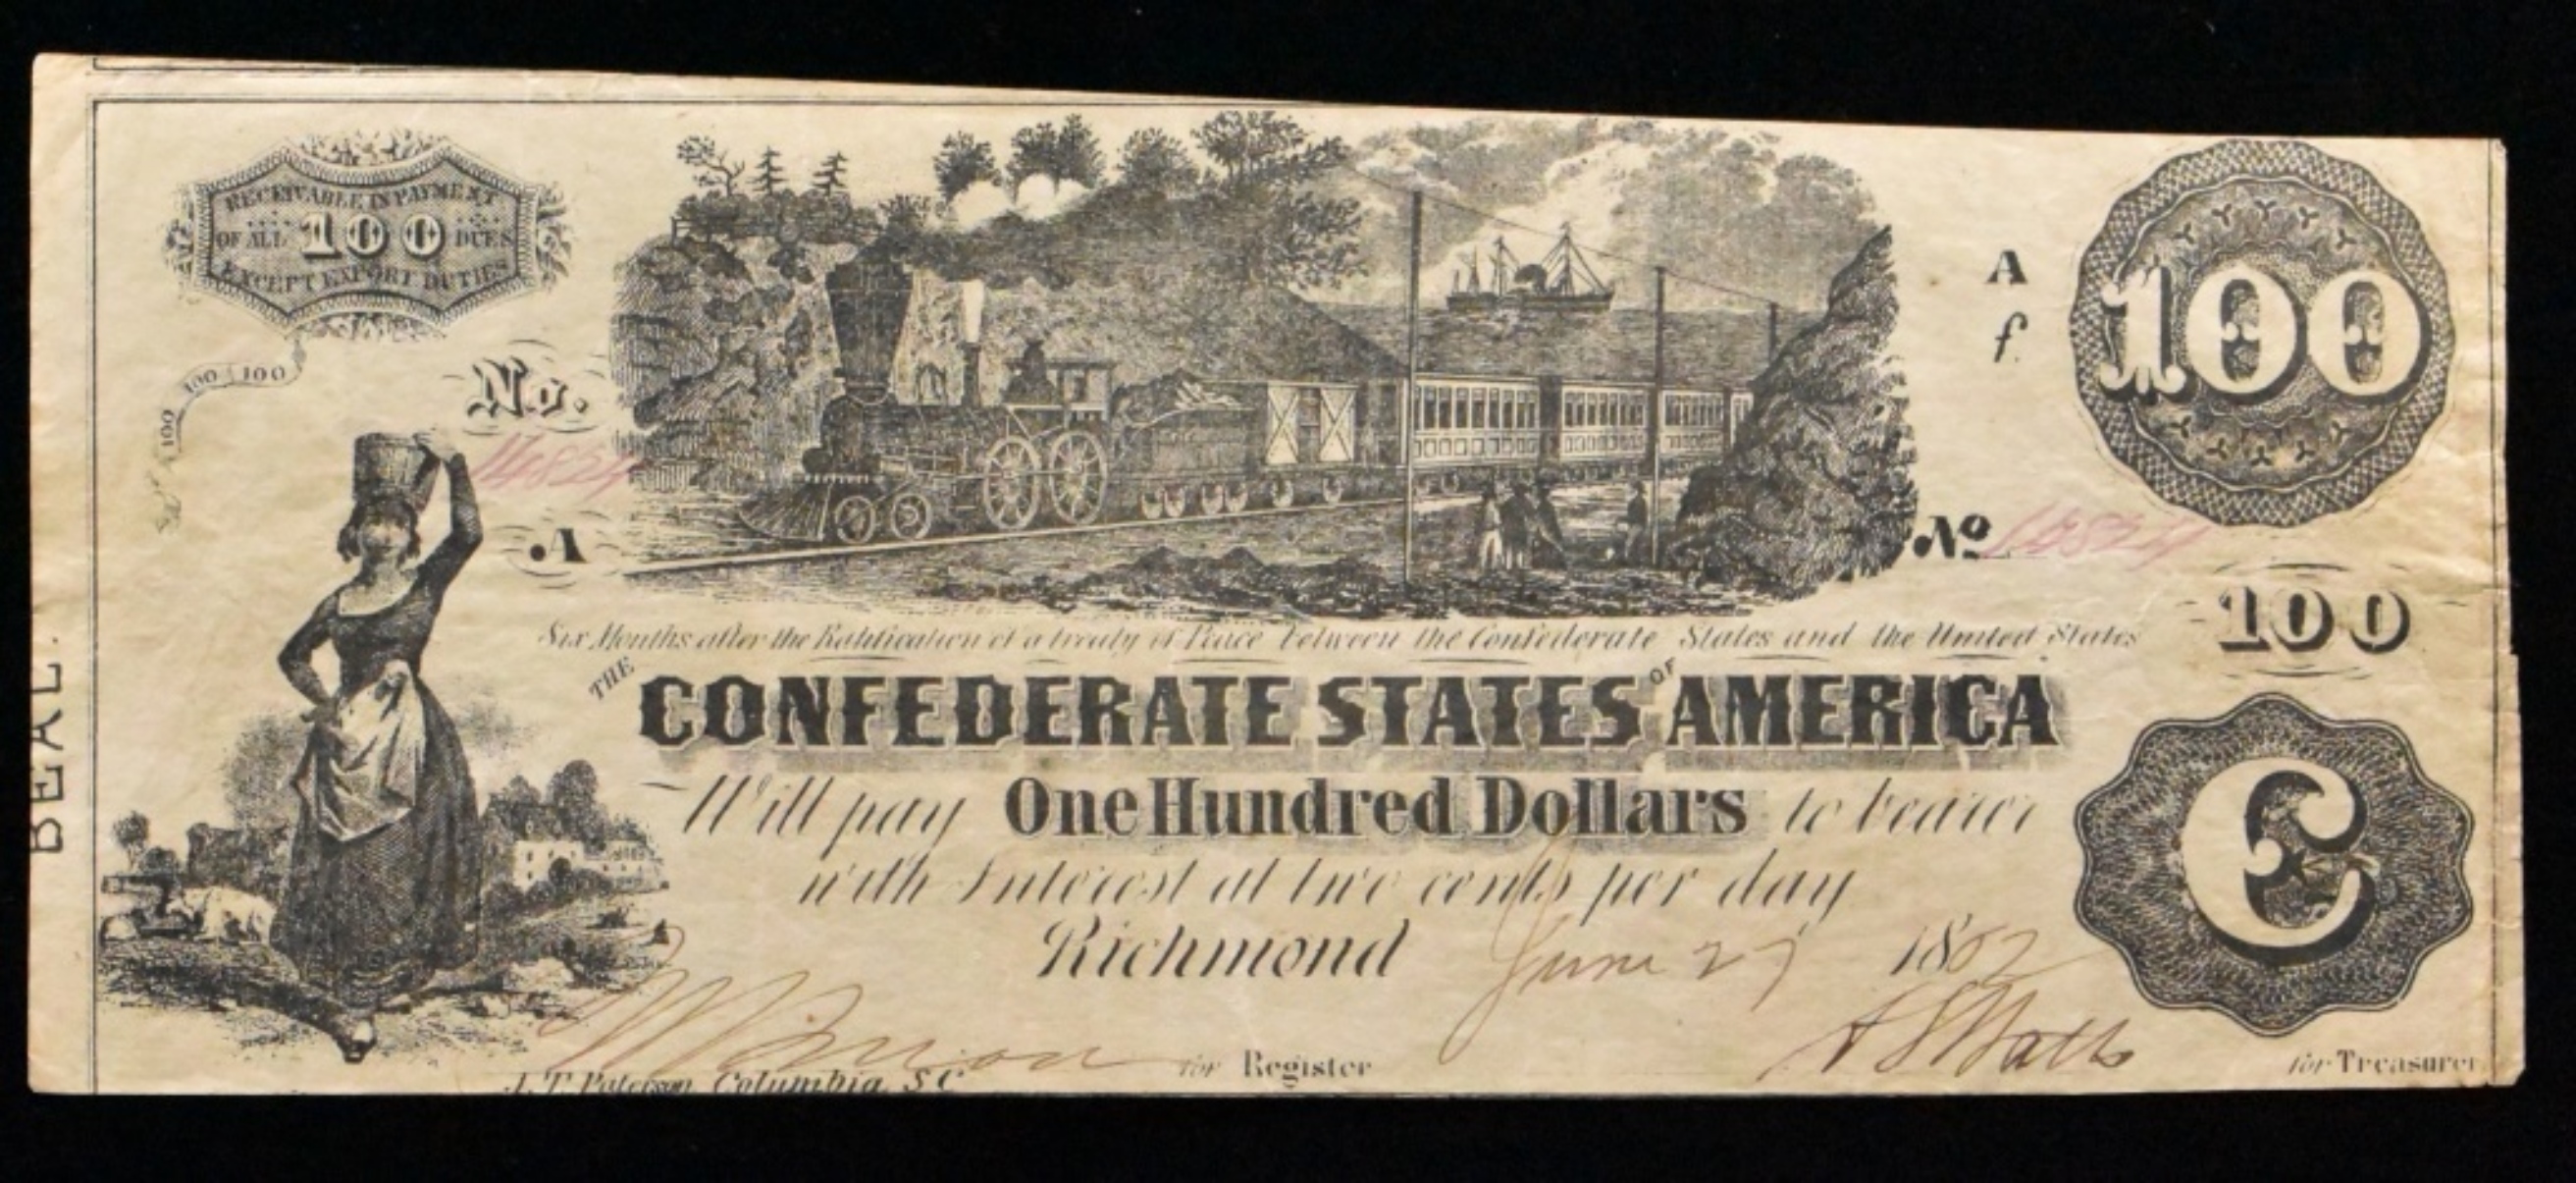 RECEIVABLE IN PAYMENT
OF ALL 100 DUES
EXCEPT EXPORT DUTIES
100 100 100
No.
16824
A
A
f.
100
No 16824
100
Six Months after the Ratification of a treaty of Peace between the Confederate States and the United States
THE CONFEDERATE STATES OF AMERICA
Will pay One Hundred Dollars to bearer
with Interest at two cents per day
Richmond June 27 1862
C
for Register
for Treasurer
J. T. Paterson, Columbia, S C
BEAL.